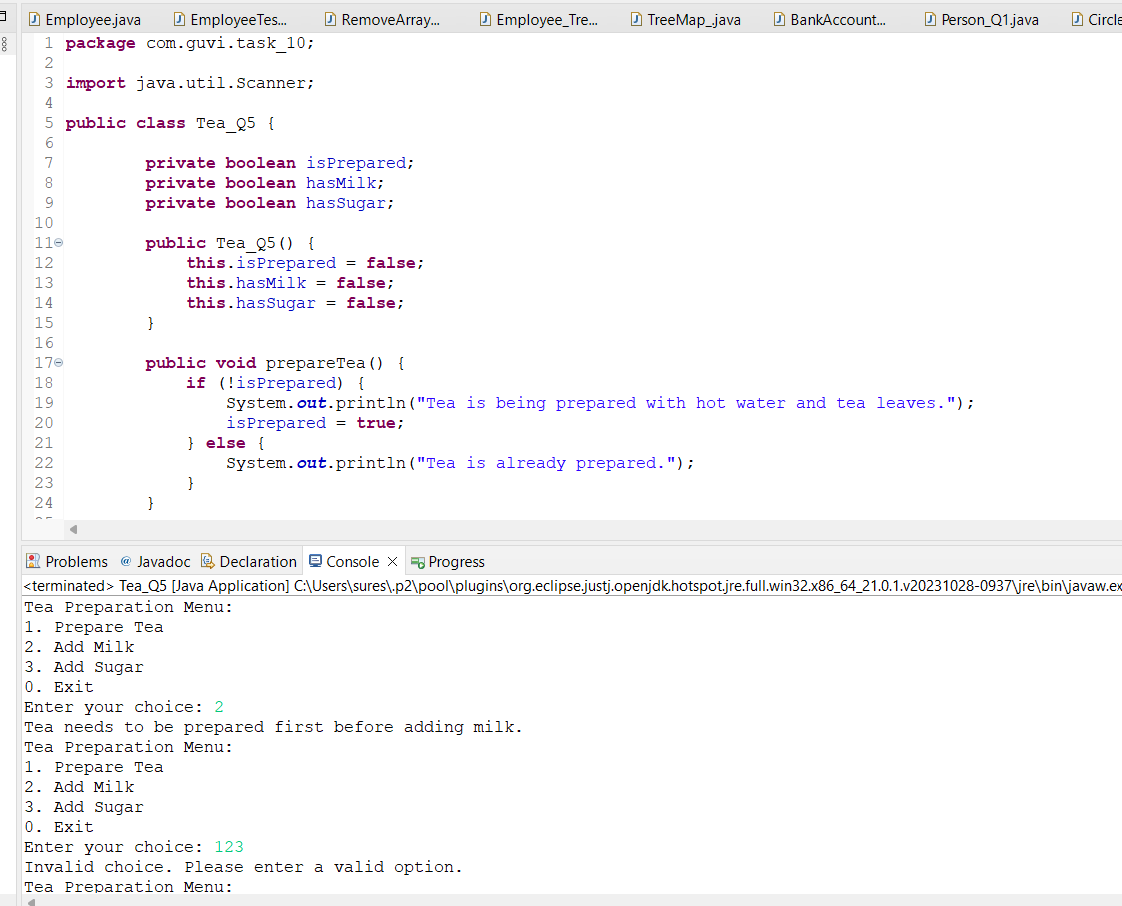 Employee.java EmployeeTes... RemoveArray... Employee_Tre... TreeMap_.java BankAccount... Person_Q1.java Circle
1 package com.guvi.task_10;
2
3 import java.util.Scanner;
4
5 public class Tea_Q5 {
6
7 private boolean isPrepared;
8 private boolean hasMilk;
9 private boolean hasSugar;
10
11 public Tea_Q5() {
12 this.isPrepared = false;
13 this.hasMilk = false;
14 this.hasSugar = false;
15 }
16
17 public void prepareTea() {
18 if (!isPrepared) {
19 System.out.println("Tea is being prepared with hot water and tea leaves.");
20 isPrepared = true;
21 } else {
22 System.out.println("Tea is already prepared.");
23 }
24 }
Problems @ Javadoc Declaration Console Progress
<terminated> Tea_Q5 [Java Application] C:\Users\sures\.p2\pool\plugins\org.eclipse.justj.openjdk.hotspot.jre.full.win32.x86_64_21.0.1.v20231028-0937\jre\bin\javaw.ex
Tea Preparation Menu:
1. Prepare Tea
2. Add Milk
3. Add Sugar
0. Exit
Enter your choice: 2
Tea needs to be prepared first before adding milk.
Tea Preparation Menu:
1. Prepare Tea
2. Add Milk
3. Add Sugar
0. Exit
Enter your choice: 123
Invalid choice. Please enter a valid option.
Tea Preparation Menu: